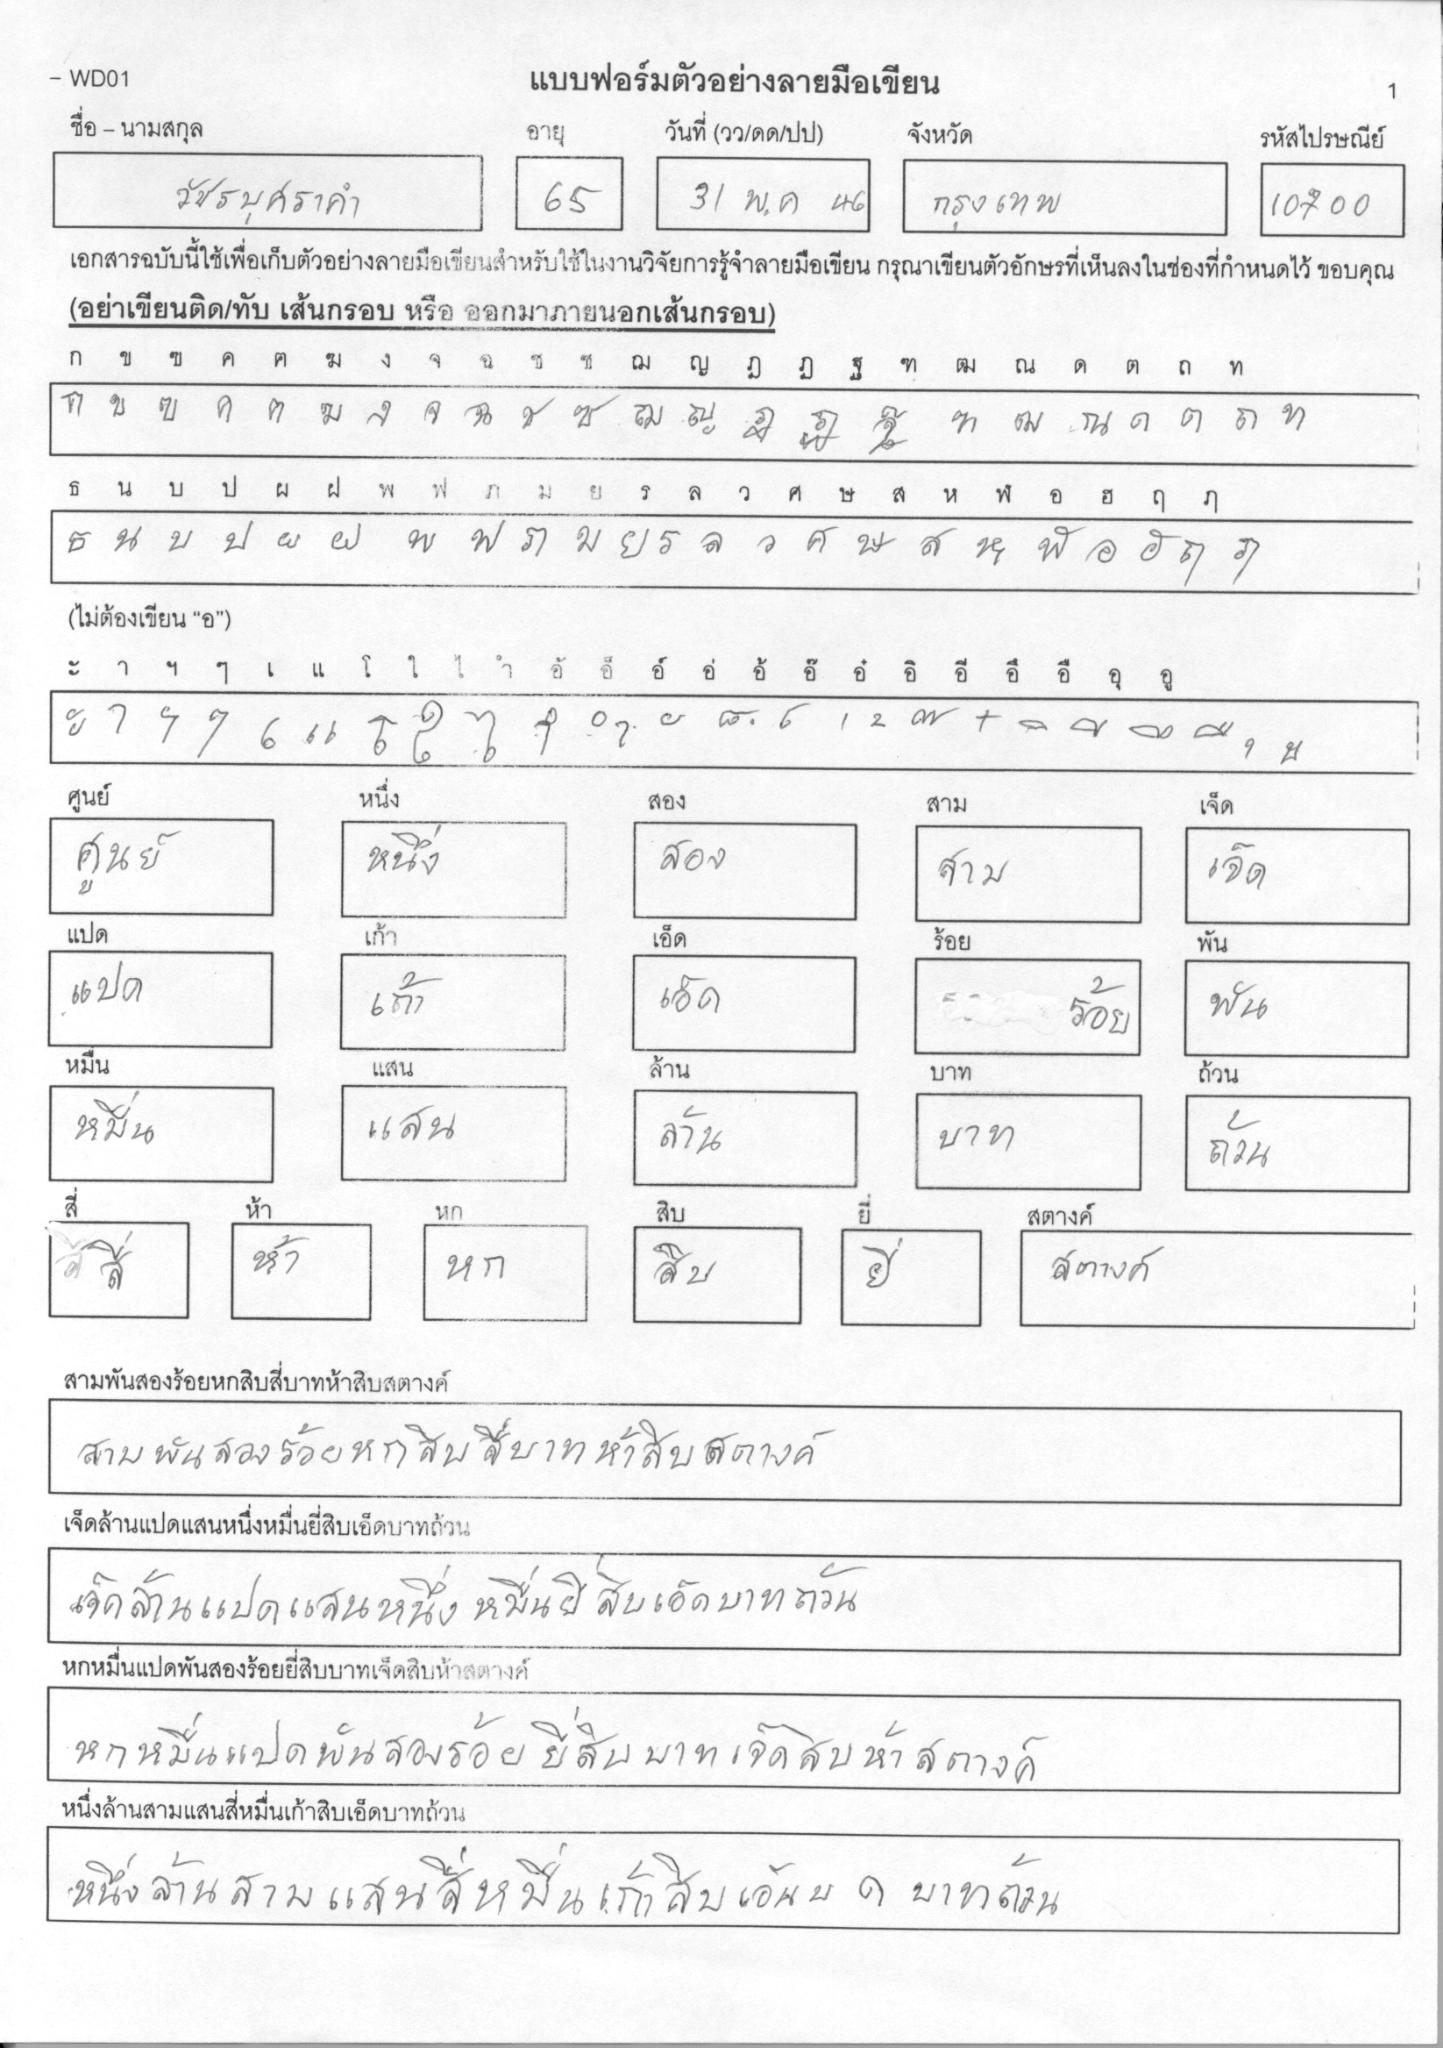 – WD01 แบบฟอร์มตัวอย่างลายมือเขียน 1
ชื่อ – นามสกุล อายุ วันที่ (วว/ดด/ปป) จังหวัด รหัสไปรษณีย์
วัชรบุศราคำ 65 31 พ.ค 46 กรุงเทพ 10700
เอกสารฉบับนี้ใช้เพื่อเก็บตัวอย่างลายมือเขียนสำหรับใช้ในงานวิจัยการรู้จำลายมือเขียน กรุณาเขียนตัวอักษรที่เห็นลงในช่องที่กำหนดไว้ ขอบคุณ
(อย่าเขียนติด/ทับ เส้นกรอบ หรือ ออกมาภายนอกเส้นกรอบ)
ก ข ฃ ค ฅ ฆ ง จ ฉ ช ซ ฌ ญ ฎ ฏ ฐ ฑ ฒ ณ ด ต ถ ท
ก ข ฃ ค ฅ ฆ ง จ ฉ ช ซ ฌ ญ ฎ ฏ ฐ ฑ ฒ ณ ด ต ถ ท
ธ น บ ป ผ ฝ พ ฟ ภ ม ย ร ล ว ศ ษ ส ห ฬ อ ฮ ฤ ฦ
ธ น บ ป ผ ฝ พ ฟ ภ ม ย ร ล ว ศ ษ ส ห ฬ อ ฮ ฤ ฦ
(ไม่ต้องเขียน “อ”)
ะ า ฯ ๆ เ แ โ ใ ไ ำ อั อ็ อ์ อ่ อ้ อ๊ อ๋ อิ อี อึ อื อุ อู
ะ า ฯ ๆ เ แ โ ใ ไ
ศูนย์ หนึ่ง สอง สาม เจ็ด
ศูนย์ หนึ่ง สอง สาม เจ็ด
แปด เก้า เอ็ด ร้อย พัน
แปด เก้า เอ็ด ร้อย พัน
หมื่น แสน ล้าน บาท ถ้วน
หมื่น แสน ล้าน บาท ถ้วน
สี่ ห้า หก สิบ ยี่ สตางค์
สี่ ห้า หก สิบ ยี่ สตางค์
สามพันสองร้อยหกสิบสี่บาทห้าสิบสตางค์
สามพันสองร้อยหกสิบสี่บาทห้าสิบสตางค์
เจ็ดล้านแปดแสนหนึ่งหมื่นยี่สิบเอ็ดบาทถ้วน
เจ็ดล้านแปดแสนหนึ่งหมื่นยี่สิบเอ็ดบาทถ้วน
หกหมื่นแปดพันสองร้อยยี่สิบบาทเจ็ดสิบห้าสตางค์
หกหมื่นแปดพันสองร้อยยี่สิบบาทเจ็ดสิบห้าสตางค์
หนึ่งล้านสามแสนสี่หมื่นเก้าสิบเอ็ดบาทถ้วน
หนึ่งล้านสามแสนสี่หมื่นเก้าสิบ ด บาทถ้วน